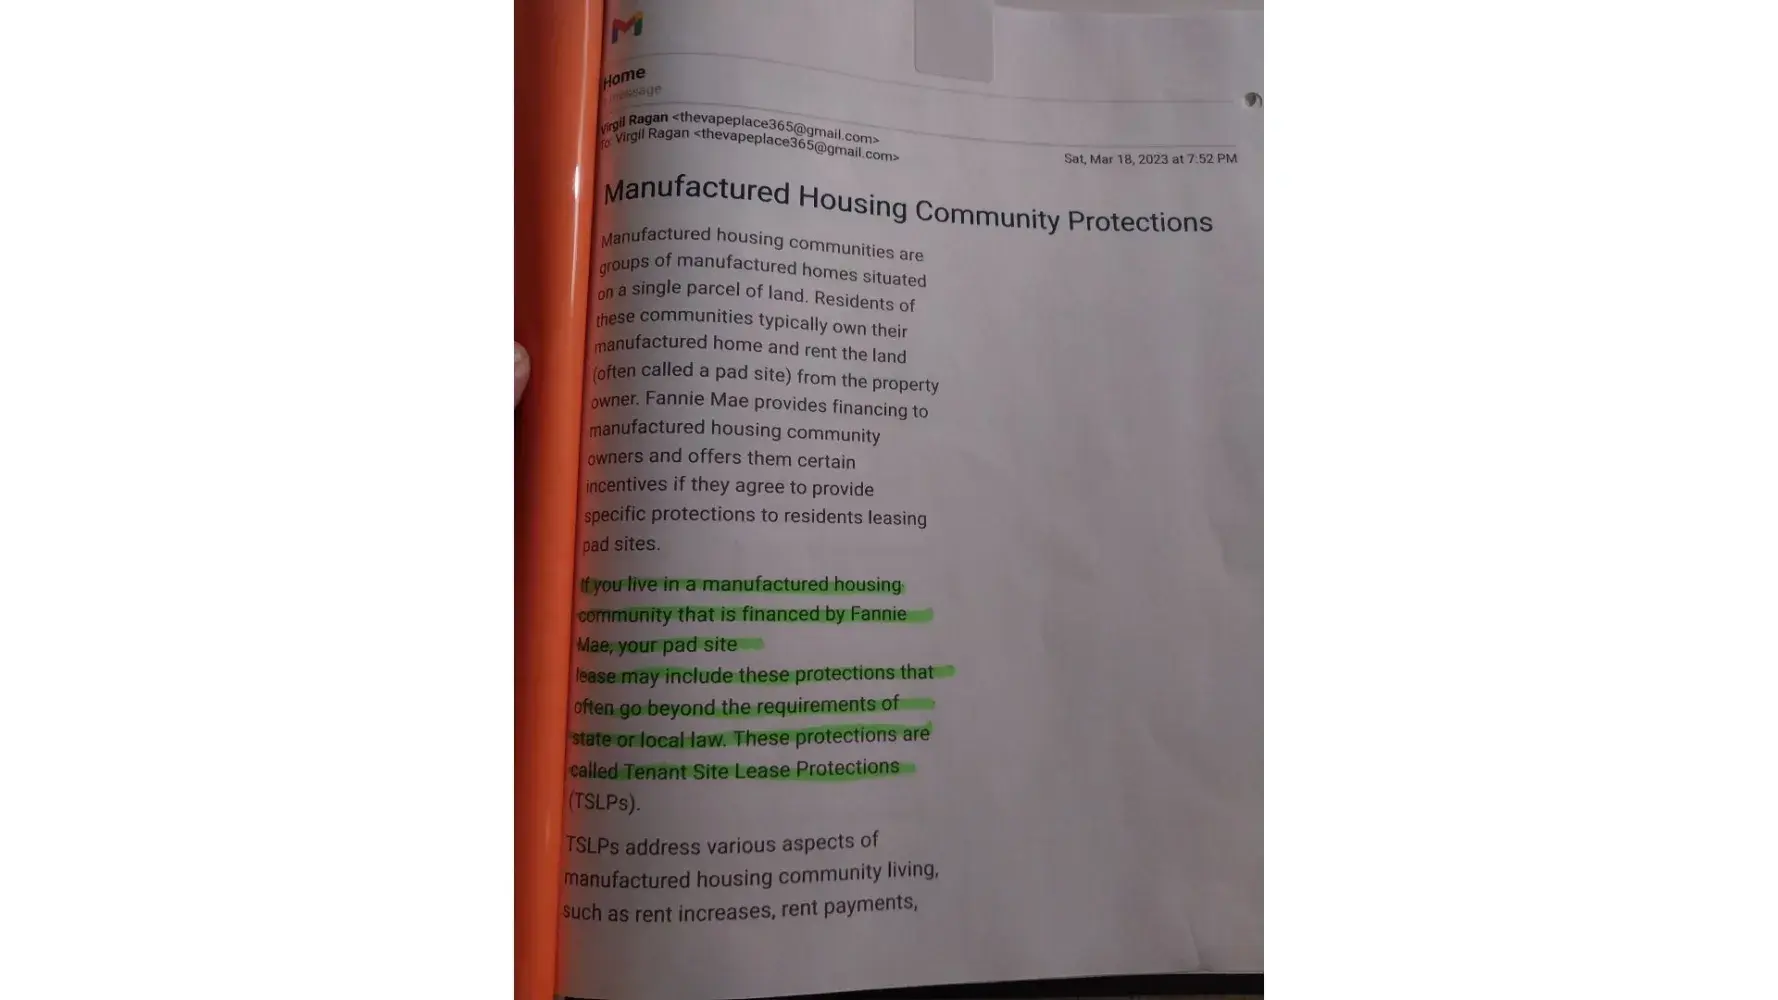 Home
message
Virgil Ragan <thevapeplace365@gmail.com>
To: Virgil Ragan <thevapeplace365@gmail.com>
Sat, Mar 18, 2023 at 7:52 PM
Manufactured Housing Community Protections
Manufactured housing communities are
groups of manufactured homes situated
on a single parcel of land. Residents of
these communities typically own their
manufactured home and rent the land
(often called a pad site) from the property
owner. Fannie Mae provides financing to
manufactured housing community
owners and offers them certain
incentives if they agree to provide
specific protections to residents leasing
pad sites.
If you live in a manufactured housing
community that is financed by Fannie
Mae, your pad site
lease may include these protections that
often go beyond the requirements of
state or local law. These protections are
called Tenant Site Lease Protections
(TSLPs).
TSLPs address various aspects of
manufactured housing community living,
such as rent increases, rent payments,